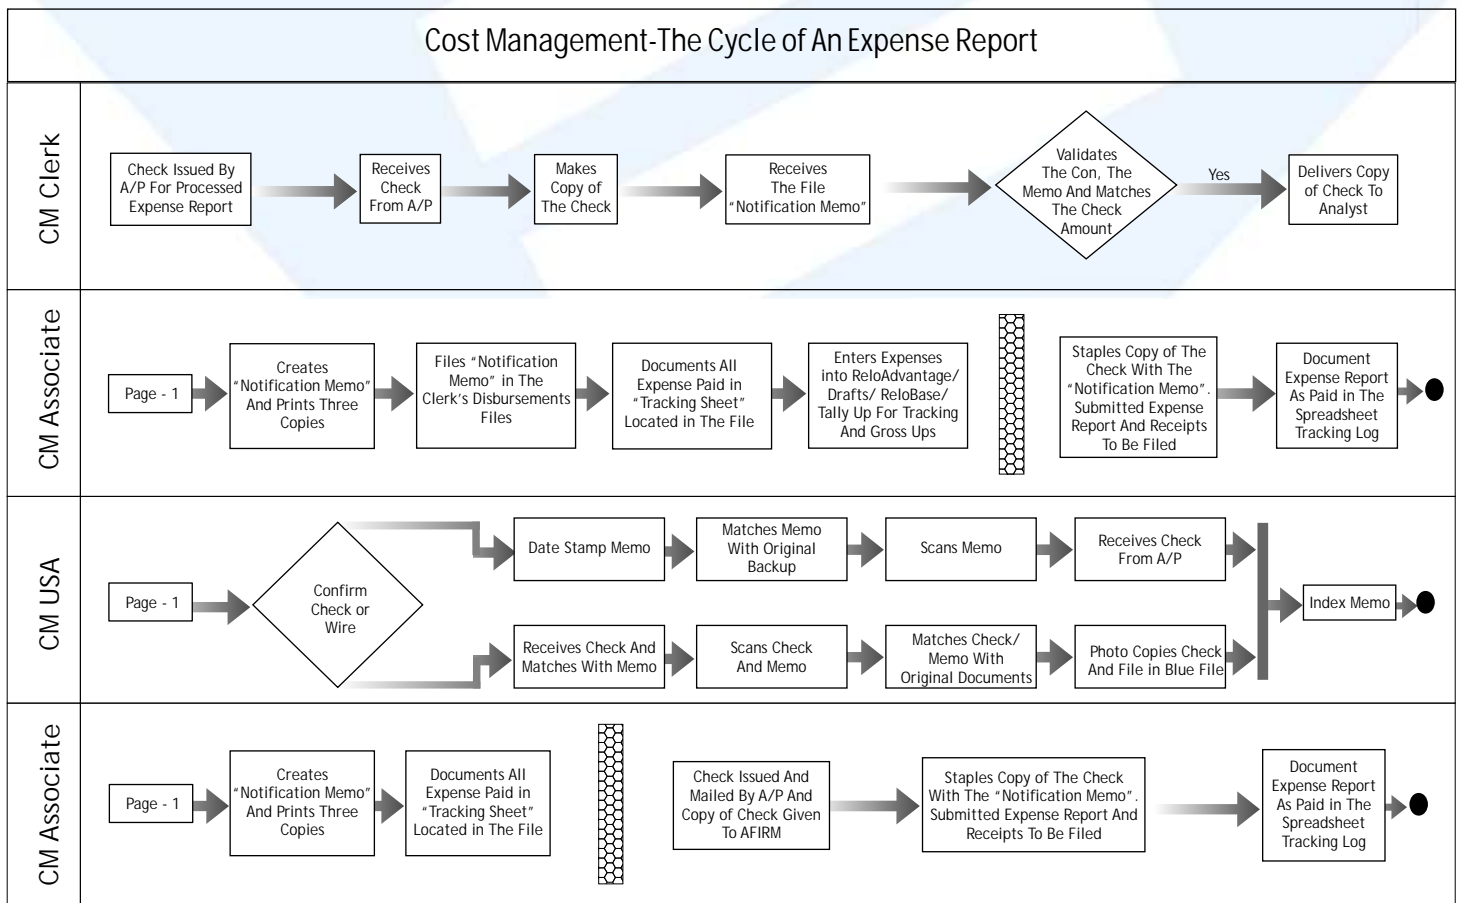 Cost Management-The Cycle of An Expense Report
CM Clerk
Check Issued By
A/P For Processed
Expense Report
Receives
Check
From A/P
Makes
Copy of
The Check
Receives
The File
“Notification Memo”
Validates
The Con, The
Memo And Matches
The Check
Amount
Yes
Delivers Copy
of Check To
Analyst
CM Associate
Page - 1
Creates
“Notification Memo”
And Prints Three
Copies
Files “Notification
Memo” in The
Clerk's Disbursements
Files
Documents All
Expense Paid in
“Tracking Sheet”
Located in The File
Enters Expenses
into ReloAdvantage/
Drafts/ ReloBase/
Tally Up For Tracking
And Gross Ups
Staples Copy of The
Check With The
“Notification Memo”.
Submitted Expense
Report And Receipts
To Be Filed
Document
Expense Report
As Paid in The
Spreadsheet
Tracking Log
CM USA
Page - 1
Confirm
Check or
Wire
Date Stamp Memo
Matches Memo
With Original
Backup
Scans Memo
Receives Check
From A/P
Receives Check And
Matches With Memo
Scans Check
And Memo
Matches Check/
Memo With
Original Documents
Photo Copies Check
And File in Blue File
Index Memo
CM Associate
Page - 1
Creates
“Notification Memo”
And Prints Three
Copies
Documents All
Expense Paid in
“Tracking Sheet”
Located in The File
Check Issued And
Mailed By A/P And
Copy of Check Given
To AFIRM
Staples Copy of The Check
With The “Notification Memo”.
Submitted Expense Report And
Receipts To Be Filed
Document
Expense Report
As Paid in The
Spreadsheet
Tracking Log